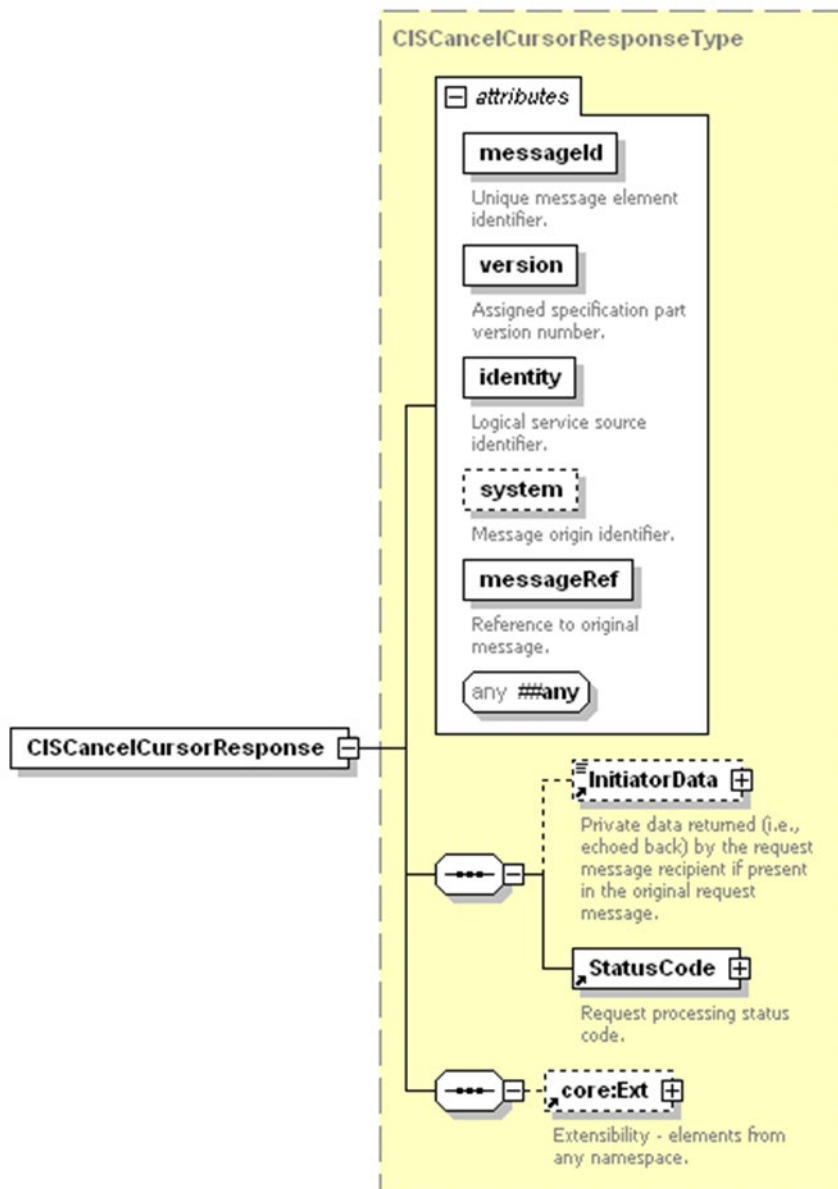 CISCancelCursorResponseType
attributes
messageId
Unique message element
identifier.
version
Assigned specification part
version number.
identity
Logical service source
identifier.
system
Message origin identifier.
messageRef
Reference to original
message.
any ##any
CISCancelCursorResponse
InitiatorData
Private data returned (i.e.,
echoed back) by the request
message recipient if present
in the original request
message.
StatusCode
Request processing status
code.
core:Ext
Extensibility - elements from
any namespace.